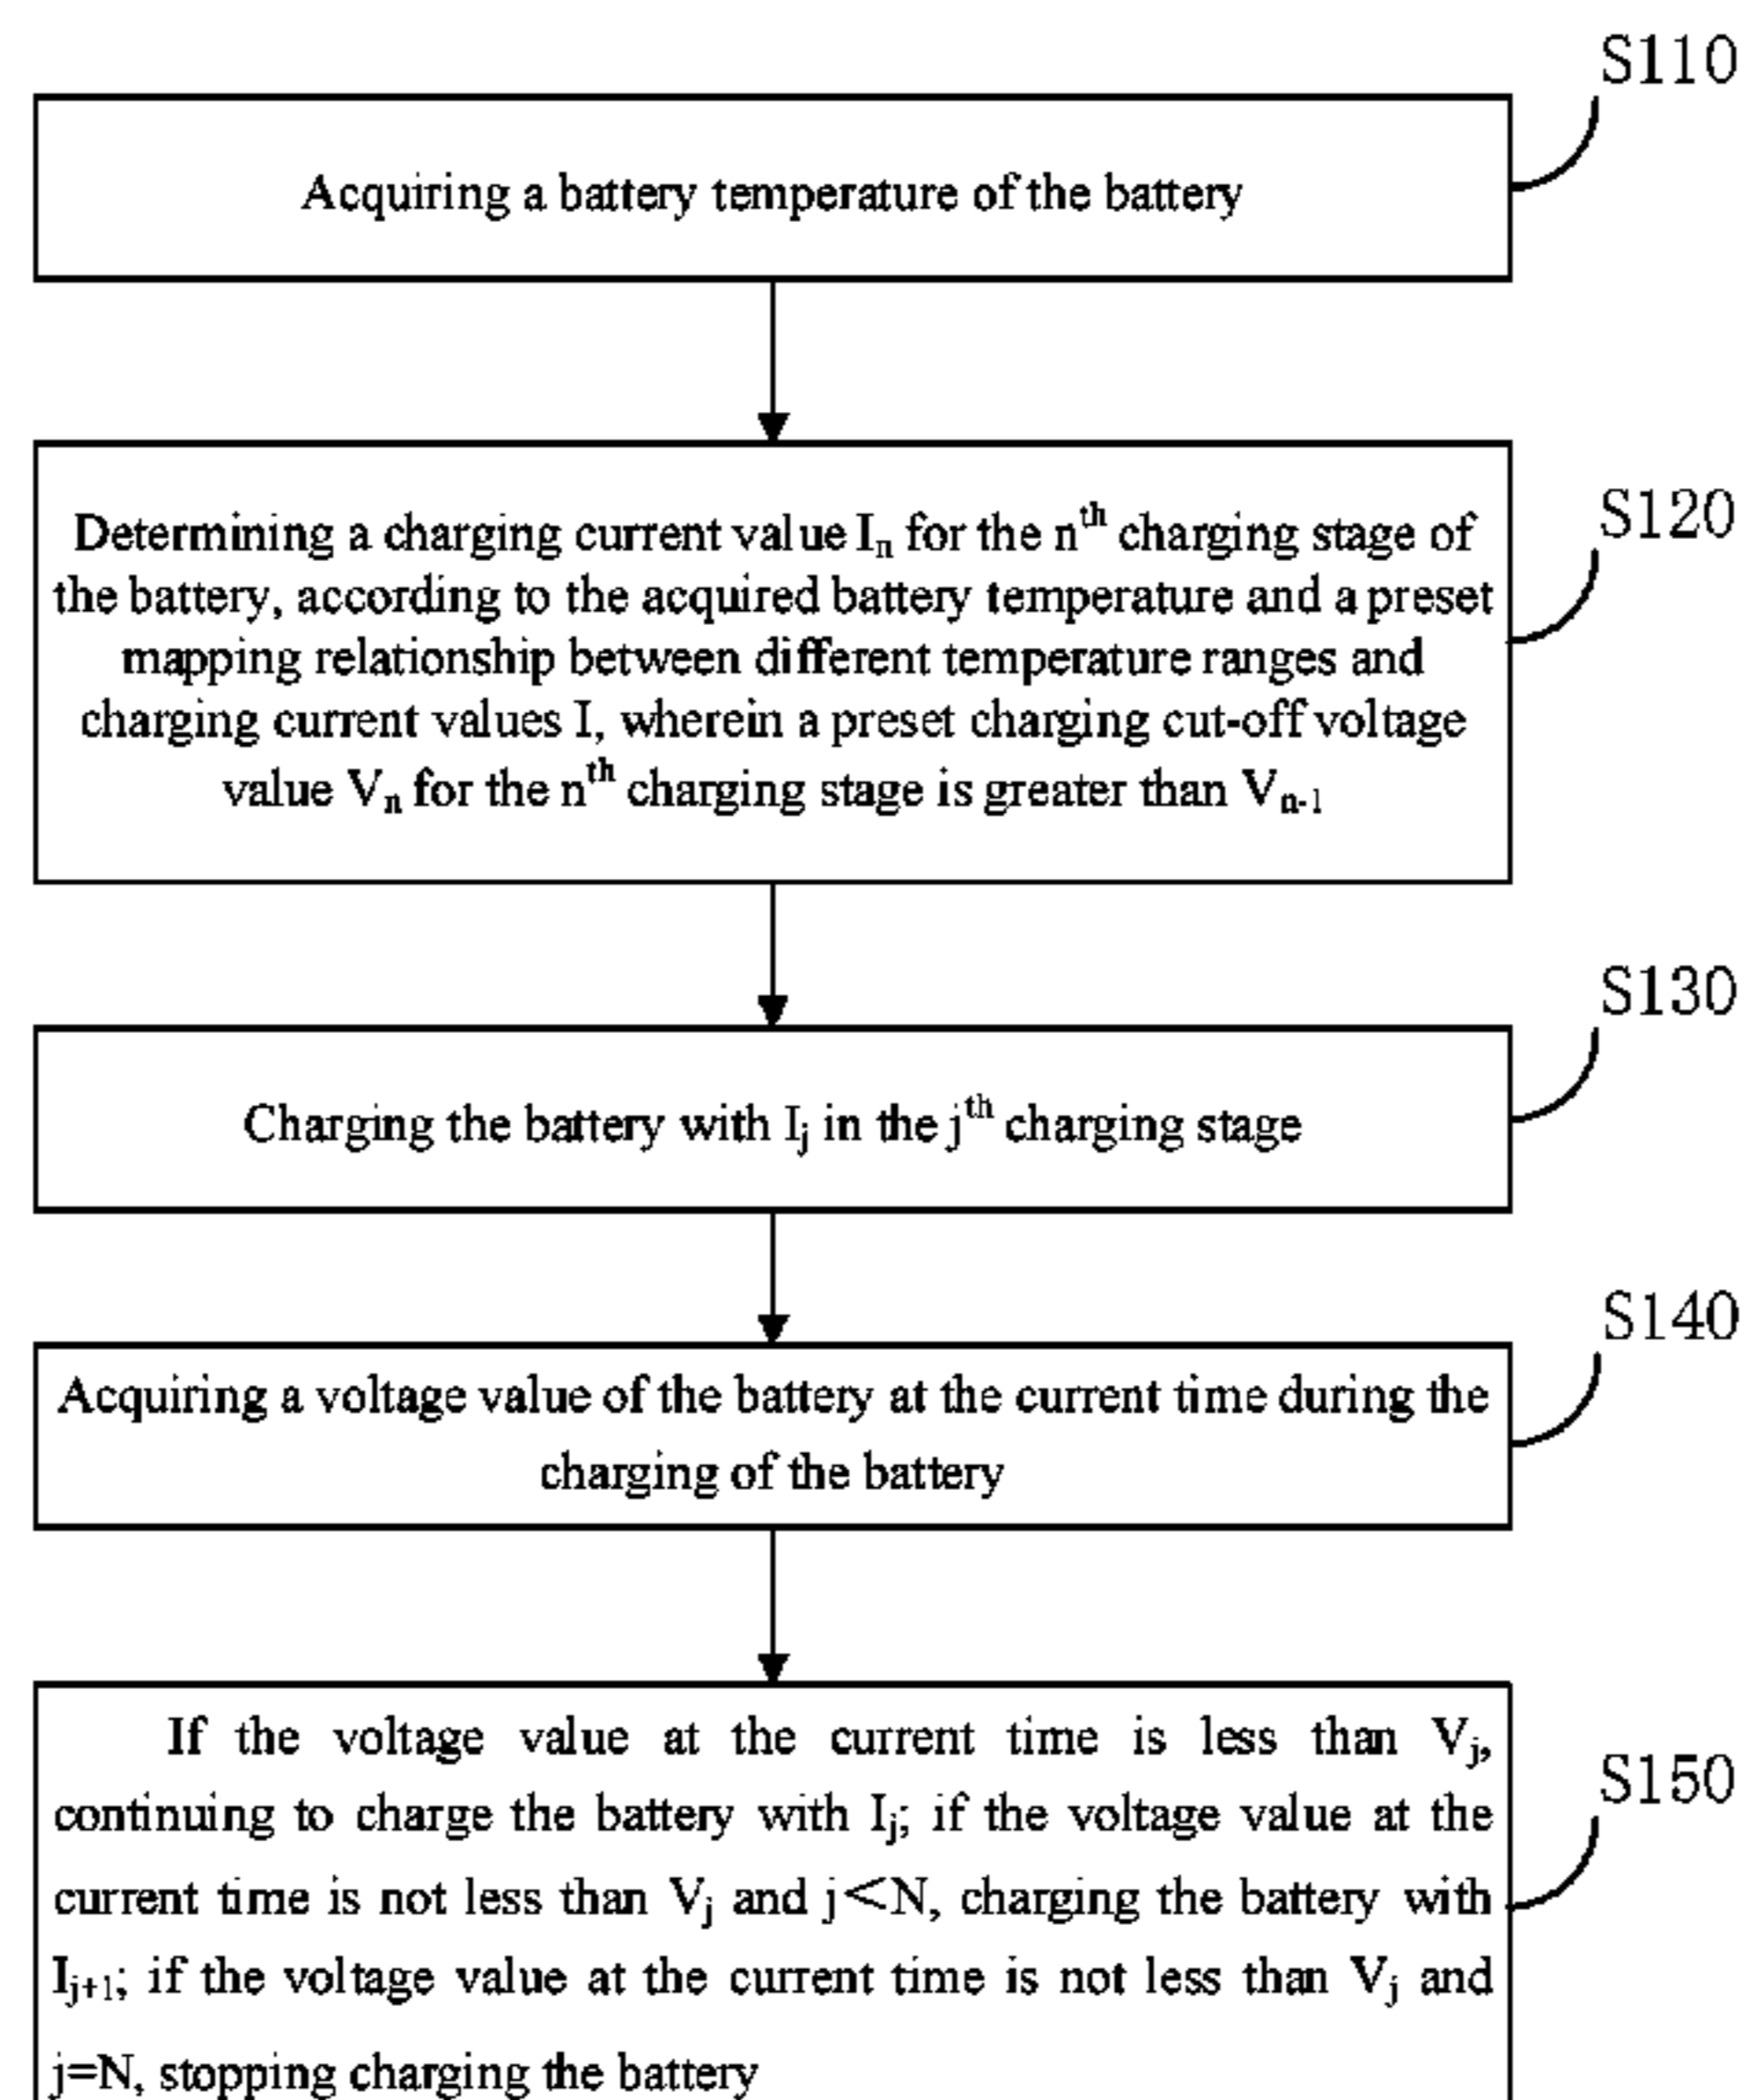 S110
Acquiring a battery temperature of the battery
S120
Determining a charging current value Iₙ for the nᵗʰ charging stage of
the battery, according to the acquired battery temperature and a preset
mapping relationship between different temperature ranges and
charging current values I, wherein a preset charging cut-off voltage
value Vₙ for the nᵗʰ charging stage is greater than Vₙ₋₁
S130
Charging the battery with Iⱼ in the jᵗʰ charging stage
S140
Acquiring a voltage value of the battery at the current time during the
charging of the battery
S150
If the voltage value at the current time is less than Vⱼ,
continuing to charge the battery with Iⱼ; if the voltage value at the
current time is not less than Vⱼ and j<N, charging the battery with
Iⱼ₊₁; if the voltage value at the current time is not less than Vⱼ and
j=N, stopping charging the battery